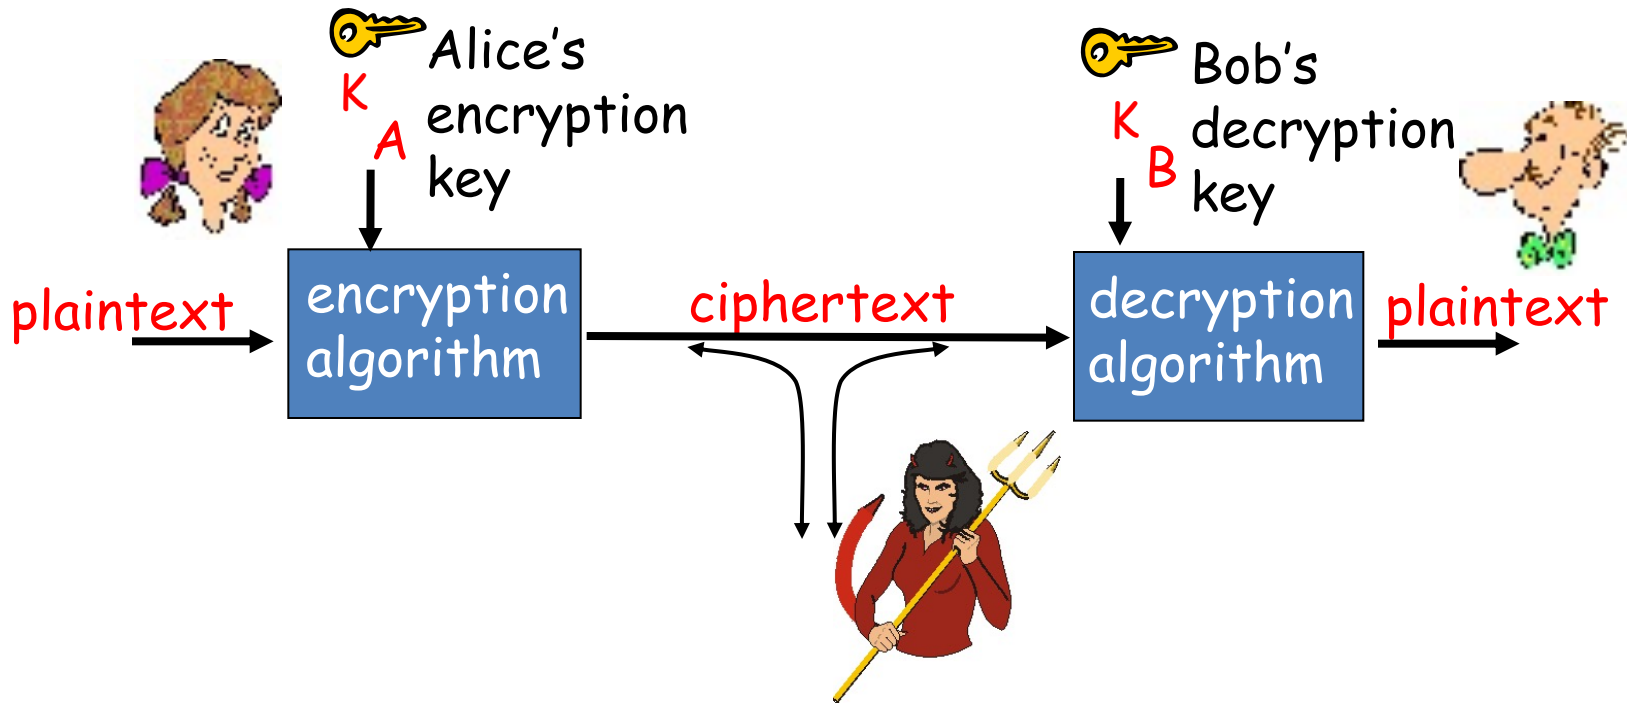 Alice's
encryption
key
K
A
Bob's
decryption
key
K
B
plaintext
encryption
algorithm
ciphertext
decryption
algorithm
plaintext